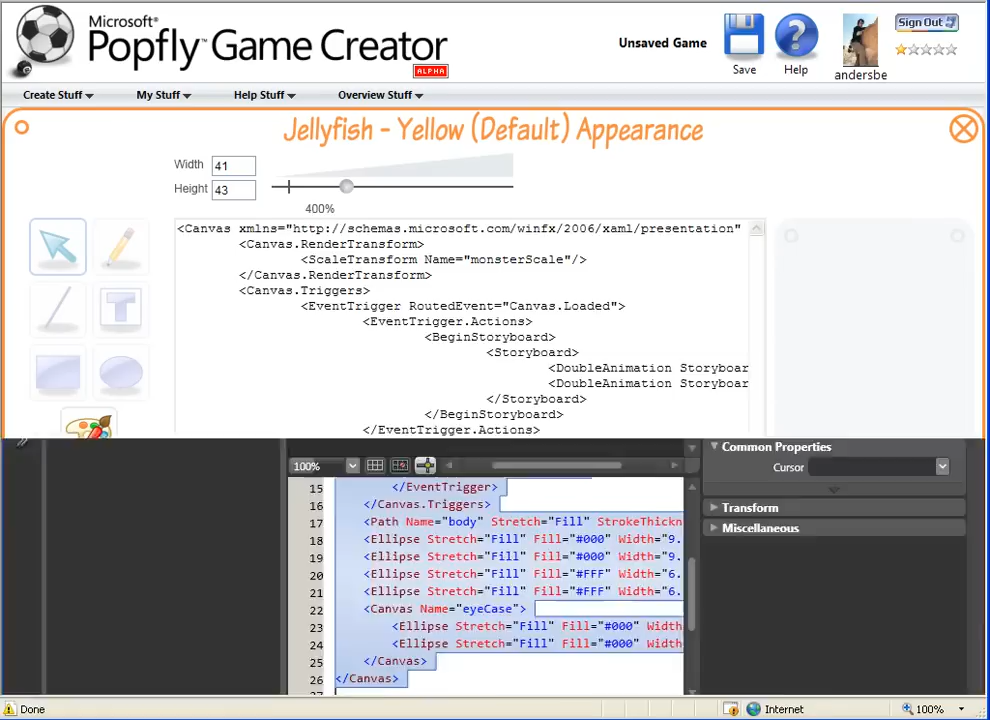 Microsoft®
Popfly™ Game Creator
ALPHA
Unsaved Game
Save
Help
andersbe
Sign Out
Create Stuff
My Stuff
Help Stuff
Overview Stuff
Jellyfish - Yellow (Default) Appearance
Width 41
Height 43
400%
T
<Canvas xmlns="http://schemas.microsoft.com/winfx/2006/xaml/presentation"
<Canvas.RenderTransform>
<ScaleTransform Name="monsterScale"/>
</Canvas.RenderTransform>
<Canvas.Triggers>
<EventTrigger RoutedEvent="Canvas.Loaded">
<EventTrigger.Actions>
<BeginStoryboard>
<Storyboard>
<DoubleAnimation Storyboar
<DoubleAnimation Storyboar
</Storyboard>
</BeginStoryboard>
</EventTrigger.Actions>
100%
15 </EventTrigger>
16 </Canvas.Triggers>
17 <Path Name="body" Stretch="Fill" StrokeThickn
18 <Ellipse Stretch="Fill" Fill="#000" Width="9.
19 <Ellipse Stretch="Fill" Fill="#000" Width="9.
20 <Ellipse Stretch="Fill" Fill="#FFF" Width="6.
21 <Ellipse Stretch="Fill" Fill="#FFF" Width="6.
22 <Canvas Name="eyeCase">
23 <Ellipse Stretch="Fill" Fill="#000" Width
24 <Ellipse Stretch="Fill" Fill="#000" Width
25 </Canvas>
26 </Canvas>
27
Common Properties
Cursor
Transform
Miscellaneous
Done
Internet
100%